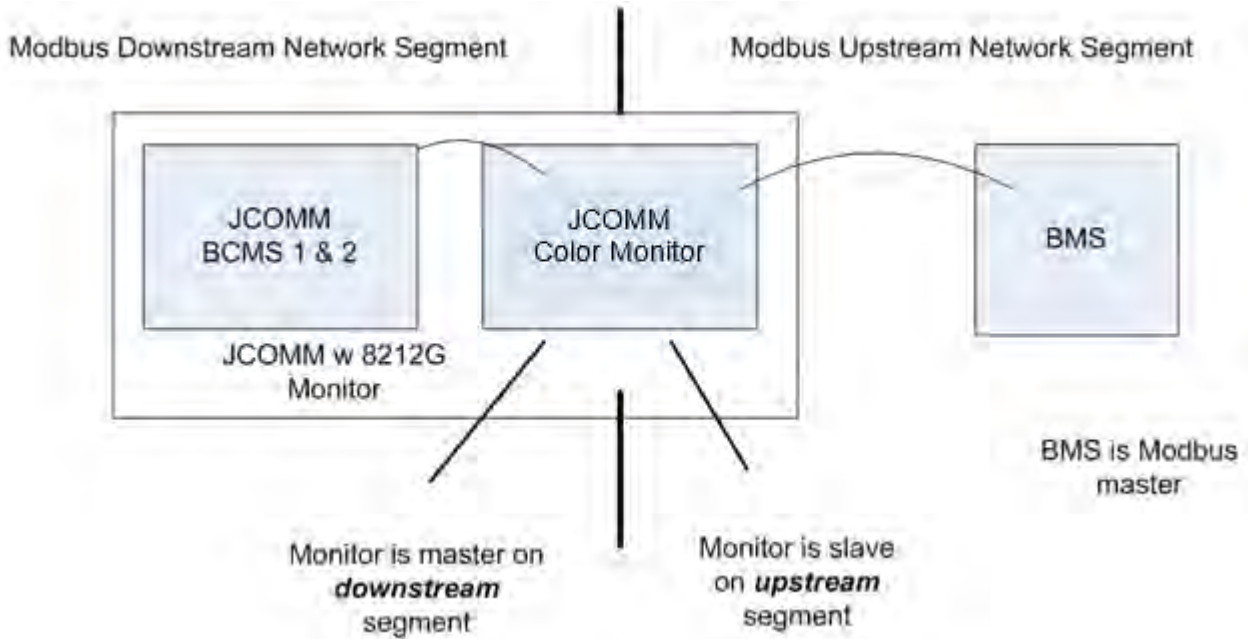 Modbus Downstream Network Segment
Modbus Upstream Network Segment
JCOMM
BCMS 1 & 2
JCOMM
Color Monitor
BMS
JCOMM w 8212G
Monitor
BMS is Modbus
master
Monitor is master on
downstream
segment
Monitor is slave
on upstream
segment